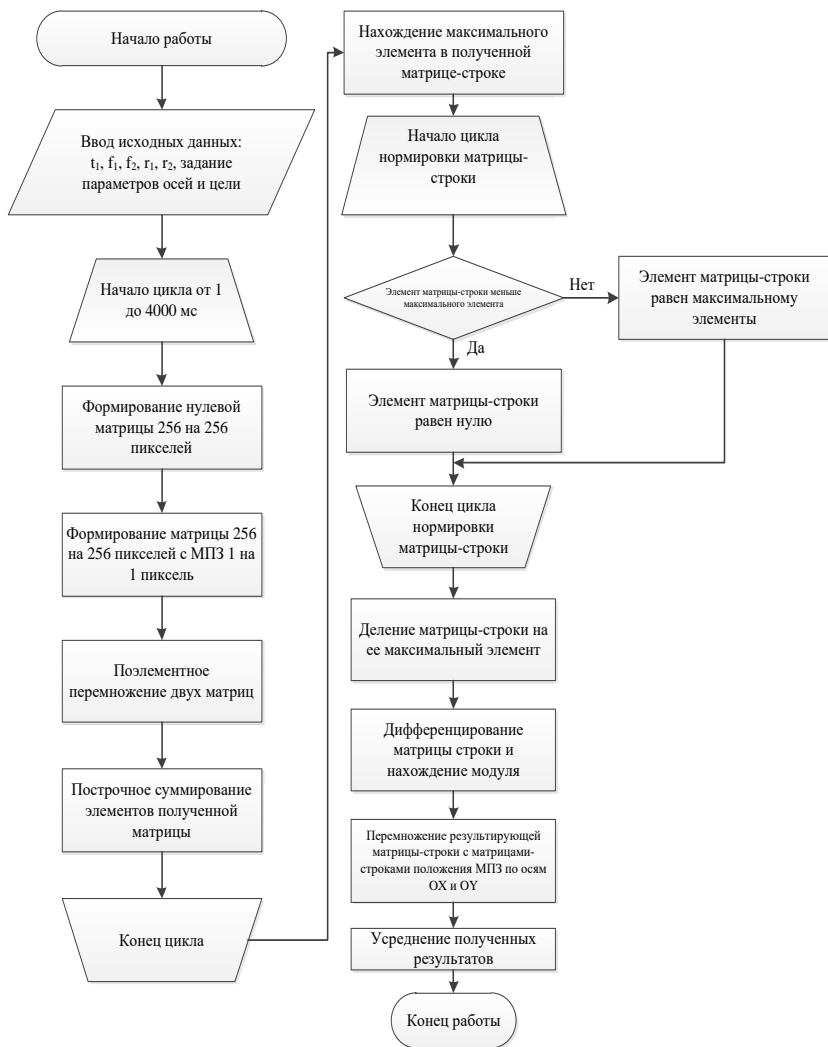 Начало работы
Ввод исходных данных:
t₁, f₁, f₂, r₁, r₂, задание
параметров осей и цели
Начало цикла от 1
до 4000 мс
Формирование нулевой
матрицы 256 на 256
пикселей
Формирование матрицы 256
на 256 пикселей с МПЗ 1 на
1 пиксель
Поэлементное
перемножение двух матриц
Построчное суммирование
элементов полученной
матрицы
Конец цикла
Нахождение максимального
элемента в полученной
матрице-строке
Начало цикла
нормировки матрицы-
строки
Элемент матрицы-строки меньше
максимального элемента
Нет
Элемент матрицы-строки
равен максимальному
элементы
Да
Элемент матрицы-строки
равен нулю
Конец цикла
нормировки
матрицы-строки
Деление матрицы-строки на
ее максимальный элемент
Дифференцирование
матрицы строки и
нахождение модуля
Перемножение результирующей
матрицы-строки с матрицами-
строками положения МПЗ по осям
OX и OY
Усреднение полученных
результатов
Конец работы